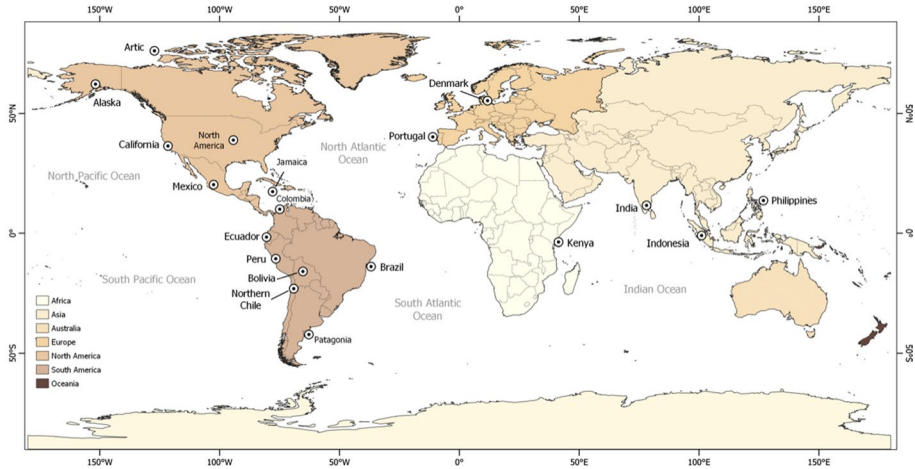 150°W 100°W 50°W 0° 50°E 100°E 150°E
Artic
Denmark
Alaska
50°N
50°N
North
America
California
Portugal
North Atlantic
Ocean
Jamaica
North Pacific Ocean
Mexico
Colombia
India
Philippines
0°
Ecuador
Kenya
Indonesia
0°
Peru
Brazil
South Pacific Ocean
Bolivia
Northern
Chile
South Atlantic
Ocean
Indian Ocean
Africa
Asia
Australia
Patagonia
Europe
50°S
North America
50°S
South America
Oceania
150°W 100°W 50°W 0° 50°E 100°E 150°E